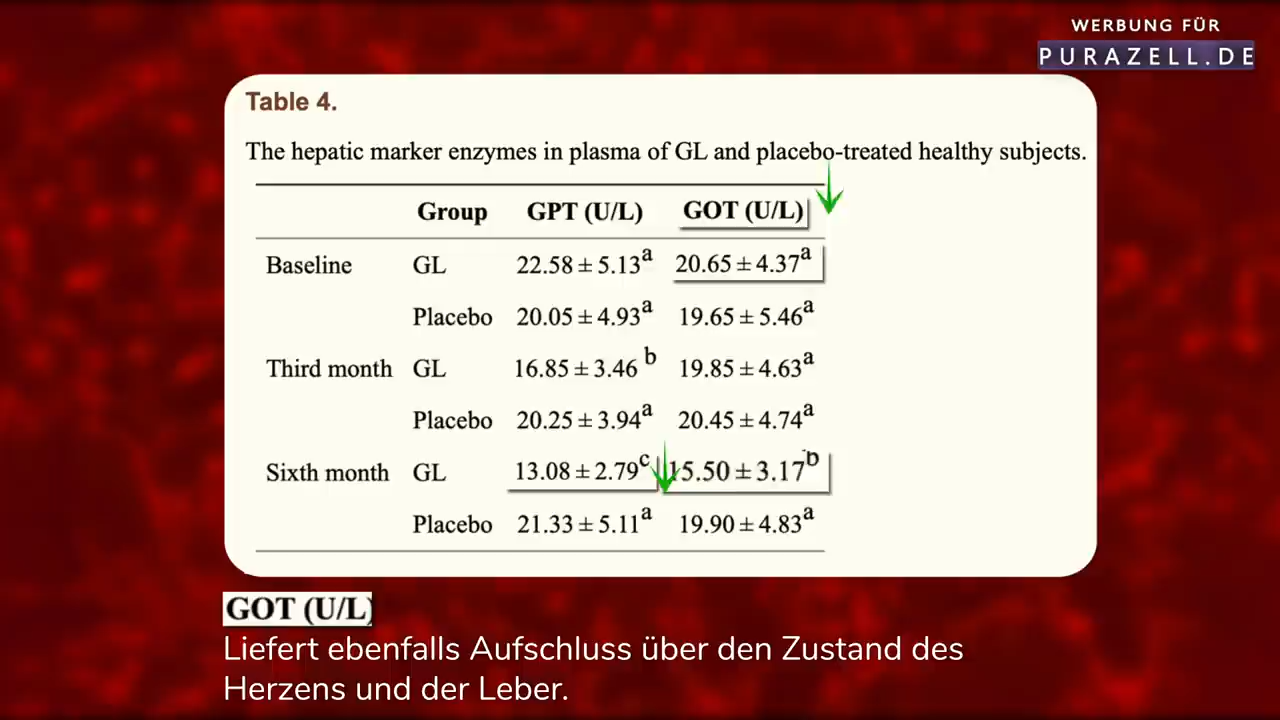 WERBUNG FÜR
PURAZELL.DE
Table 4.
The hepatic marker enzymes in plasma of GL and placebo-treated healthy subjects.
Group GPT (U/L) GOT (U/L)
Baseline GL 22.58 ± 5.13a 20.65 ± 4.37a
Placebo 20.05 ± 4.93a 19.65 ± 5.46a
Third month GL 16.85 ± 3.46 b 19.85 ± 4.63a
Placebo 20.25 ± 3.94a 20.45 ± 4.74a
Sixth month GL 13.08 ± 2.79c 15.50 ± 3.17b
Placebo 21.33 ± 5.11a 19.90 ± 4.83a
GOT (U/L)
Liefert ebenfalls Aufschluss über den Zustand des
Herzens und der Leber.